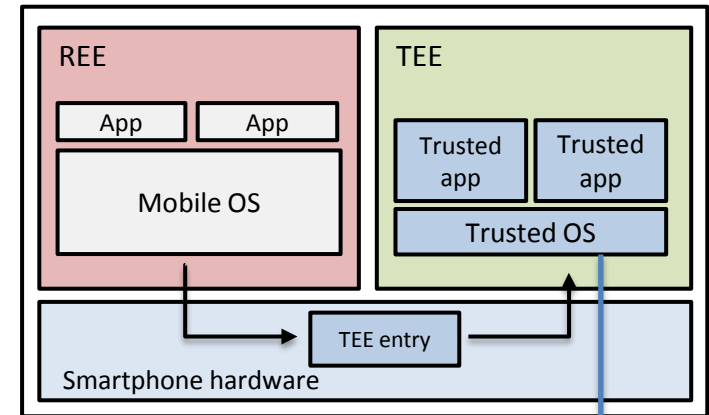 REE
App
App
Mobile OS
TEE
Trusted
app
Trusted
app
Trusted OS
TEE entry
Smartphone hardware